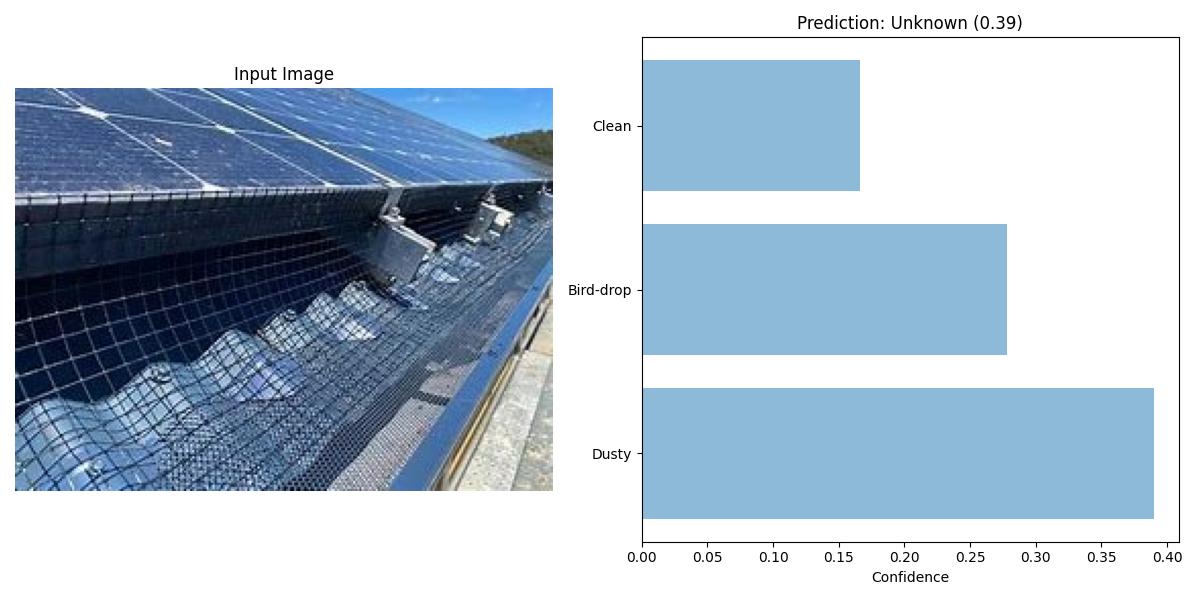 Input Image
Prediction: Unknown (0.39)
Clean
Bird-drop
Dusty
0.00 0.05 0.10 0.15 0.20 0.25 0.30 0.35 0.40
Confidence